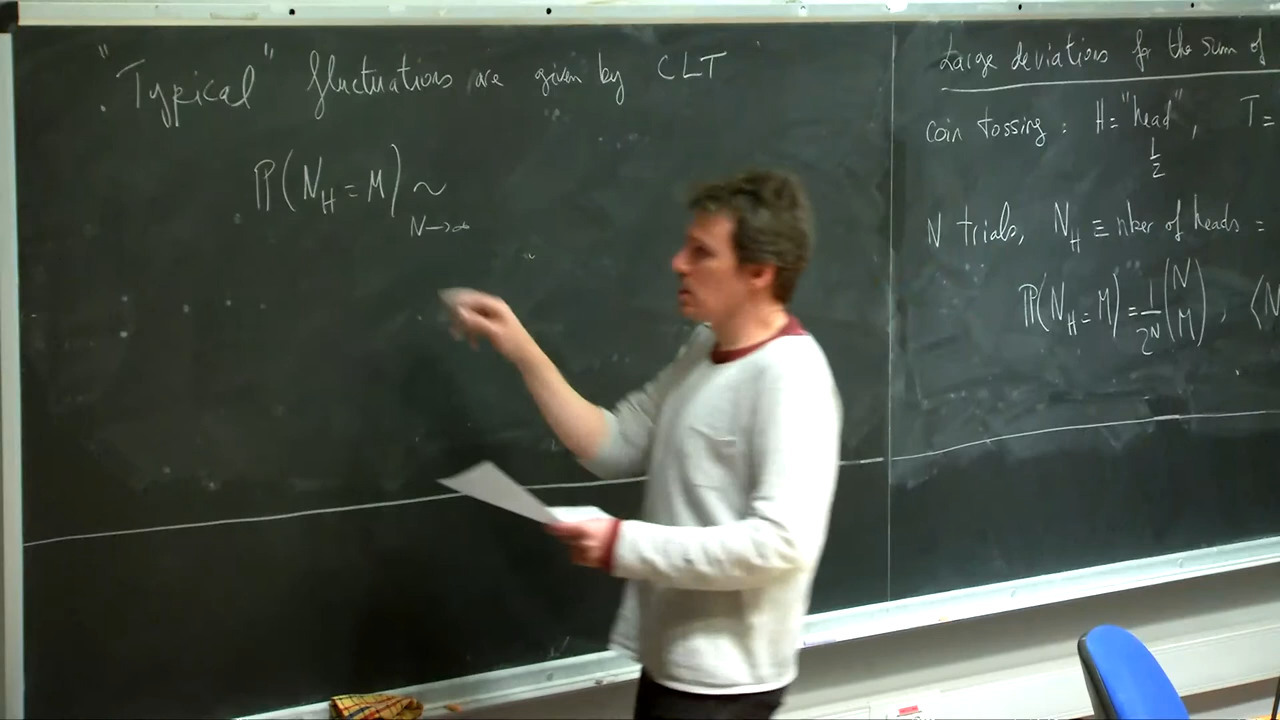 "Typical" fluctuations are given by CLT
P(N_H = M) ~
N→∞
Large deviations for the sum of
coin tossing : H = "head", T =
1/2
N trials, N_H ≡ nber of heads =
P(N_H = M) = 1/2^N (N M), ⟨N